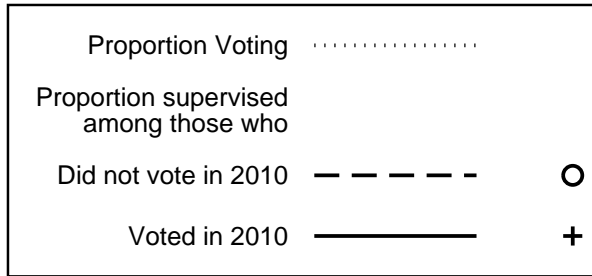 Proportion Voting
Proportion supervised
among those who
Did not vote in 2010
Voted in 2010